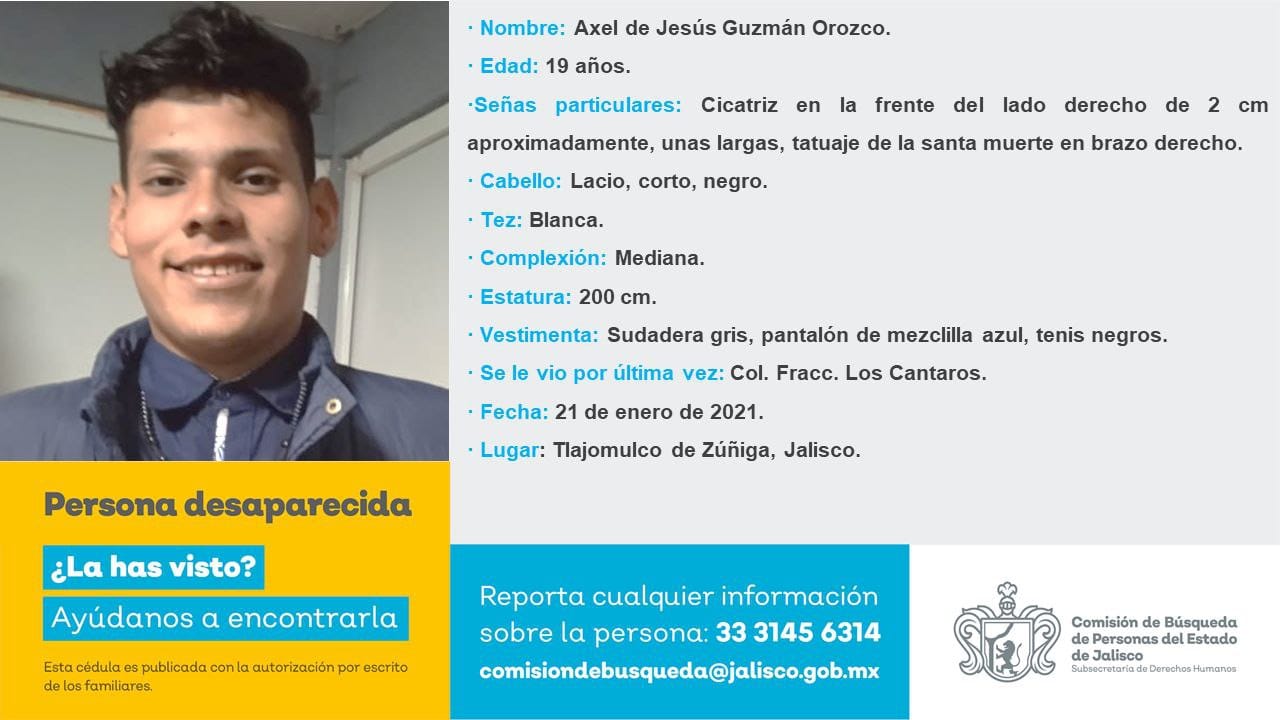 · Nombre: Axel de Jesús Guzmán Orozco.
· Edad: 19 años.
·Señas particulares: Cicatriz en la frente del lado derecho de 2 cm
aproximadamente, unas largas, tatuaje de la santa muerte en brazo derecho.
· Cabello: Lacio, corto, negro.
· Tez: Blanca.
· Complexión: Mediana.
· Estatura: 200 cm.
· Vestimenta: Sudadera gris, pantalón de mezclilla azul, tenis negros.
· Se le vio por última vez: Col. Fracc. Los Cantaros.
· Fecha: 21 de enero de 2021.
· Lugar: Tlajomulco de Zúñiga, Jalisco.
Persona desaparecida
¿La has visto?
Ayúdanos a encontrarla
Esta cédula es publicada con la autorización por escrito
de los familiares.
Reporta cualquier información
sobre la persona: 33 3145 6314
comisiondebusqueda@jalisco.gob.mx
Comisión de Búsqueda
de Personas del Estado
de Jalisco
Subsecretaría de Derechos Humanos